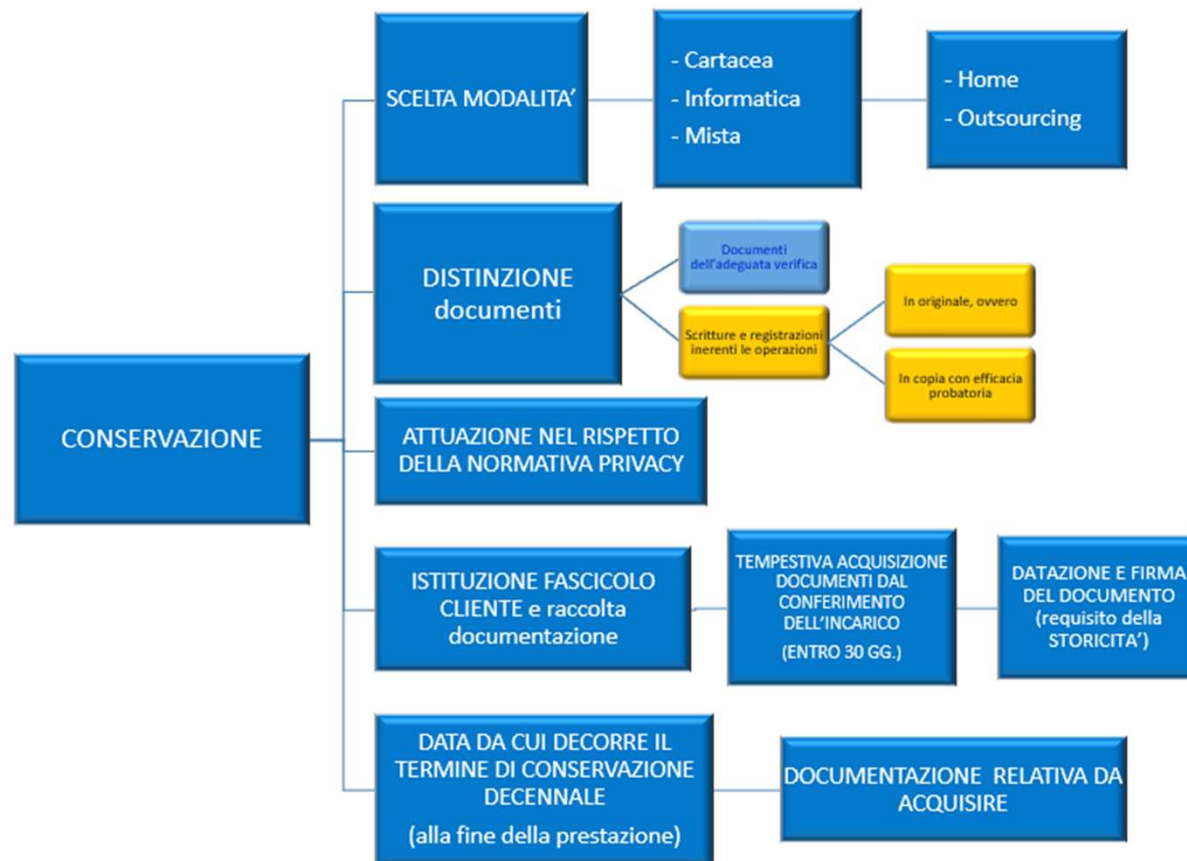 CONSERVAZIONE
SCELTA MODALITA’
- Cartacea
- Informatica
- Mista
- Home
- Outsourcing
DISTINZIONE
documenti
Documenti
dell'adeguata verifica
Scritture e registrazioni
inerenti le operazioni
In originale, ovvero
In copia con efficacia
probatoria
ATTUAZIONE NEL RISPETTO
DELLA NORMATIVA PRIVACY
ISTITUZIONE FASCICOLO
CLIENTE e raccolta
documentazione
TEMPESTIVA ACQUISIZIONE
DOCUMENTI DAL
CONFERIMENTO
DELL’INCARICO
(ENTRO 30 GG.)
DATAZIONE E FIRMA
DEL DOCUMENTO
(requisito della
STORICITA’)
DATA DA CUI DECORRE IL
TERMINE DI CONSERVAZIONE
DECENNALE
(alla fine della prestazione)
DOCUMENTAZIONE RELATIVA DA
ACQUISIRE